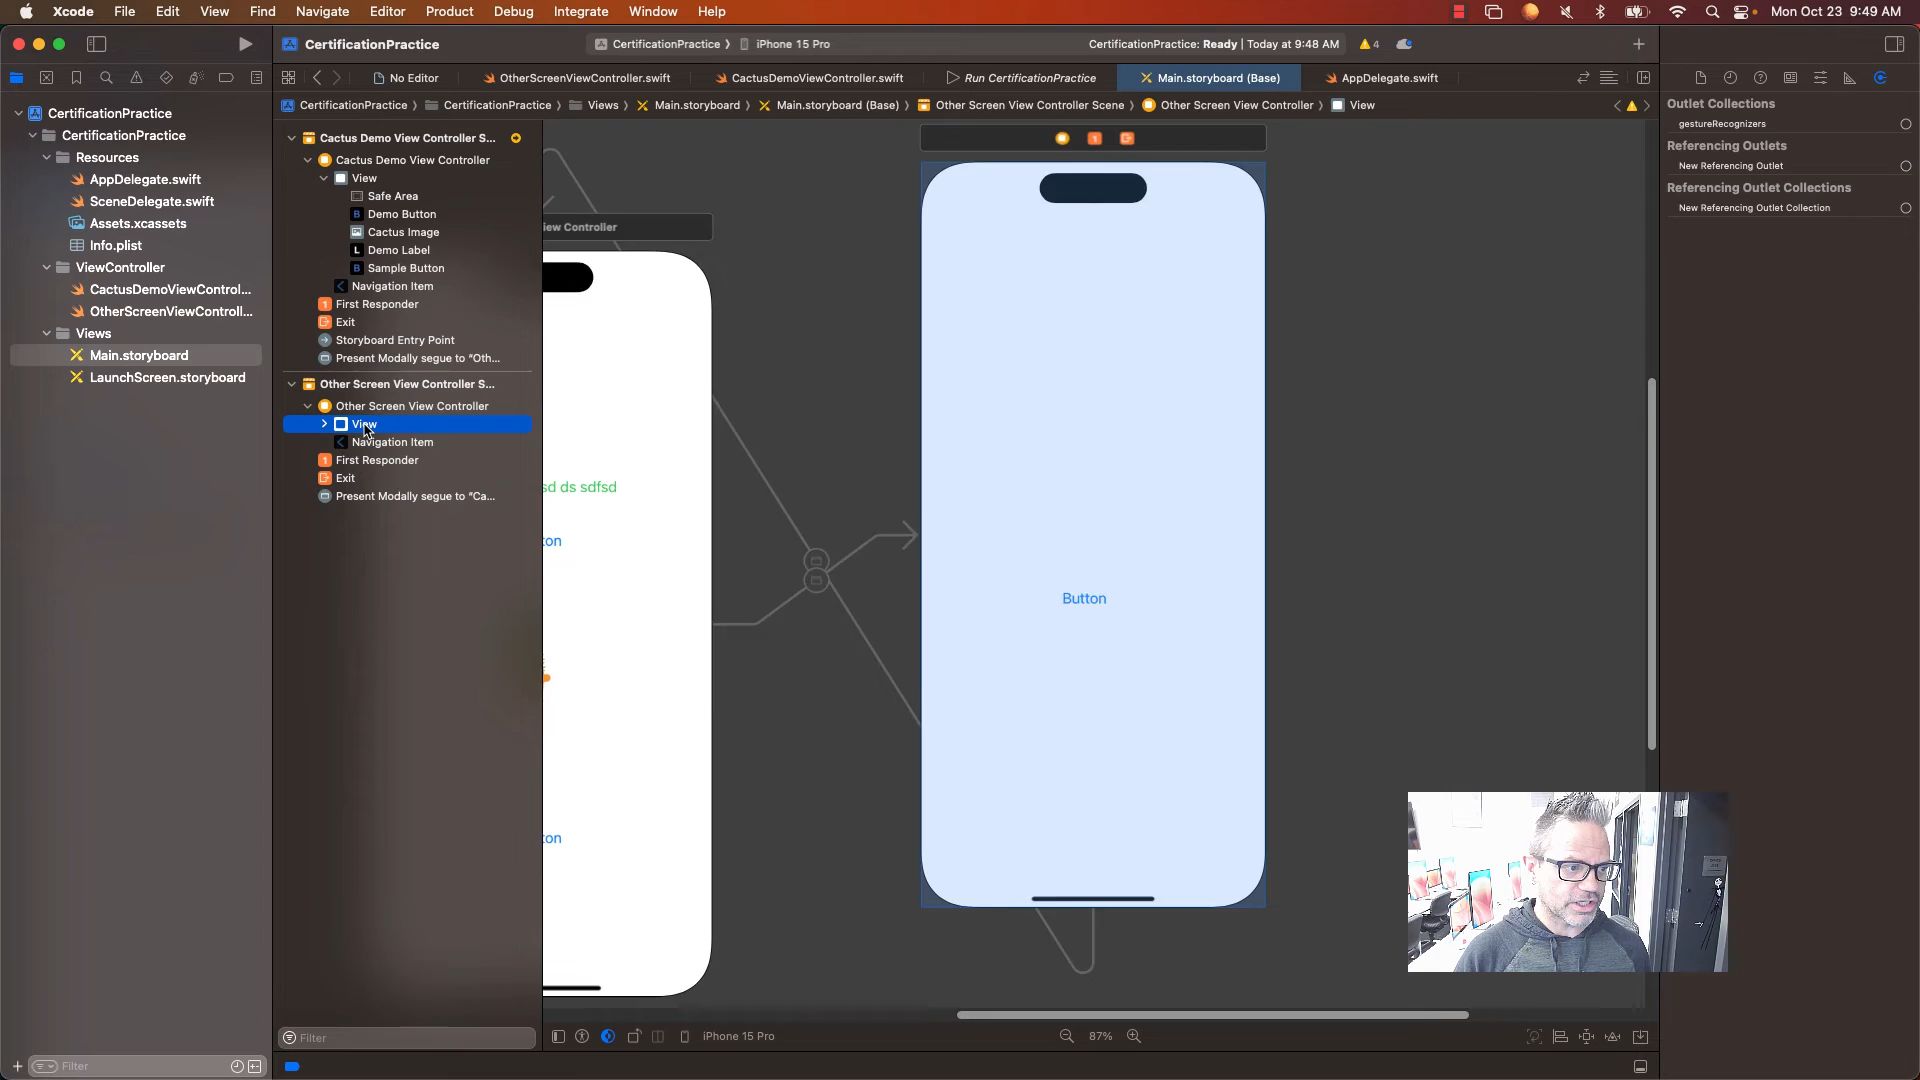 Xcode File Edit View Find Navigate Editor Product Debug Integrate Window Help
Mon Oct 23 9:49 AM
CertificationPractice
CertificationPractice iPhone 15 Pro
CertificationPractice: Ready | Today at 9:48 AM
4
No Editor
OtherScreenViewController.swift
CactusDemoViewController.swift
Run CertificationPractice
Main.storyboard (Base)
AppDelegate.swift
CertificationPractice
CertificationPractice
Views
Main.storyboard
Main.storyboard (Base)
Other Screen View Controller Scene
Other Screen View Controller
View
CertificationPractice
CertificationPractice
Resources
AppDelegate.swift
SceneDelegate.swift
Assets.xcassets
Info.plist
ViewController
CactusDemoViewControl...
OtherScreenViewControll...
Views
Main.storyboard
LaunchScreen.storyboard
Filter
Cactus Demo View Controller S...
Cactus Demo View Controller
View
Safe Area
B Demo Button
Cactus Image
L Demo Label
B Sample Button
Navigation Item
1 First Responder
Exit
Storyboard Entry Point
Present Modally segue to "Oth...
Other Screen View Controller S...
Other Screen View Controller
View
Navigation Item
1 First Responder
Exit
Present Modally segue to "Ca...
Filter
iew Controller
sd ds sdfsd
ton
ton
1
Button
iPhone 15 Pro
87%
Outlet Collections
gestureRecognizers
Referencing Outlets
New Referencing Outlet
Referencing Outlet Collections
New Referencing Outlet Collection